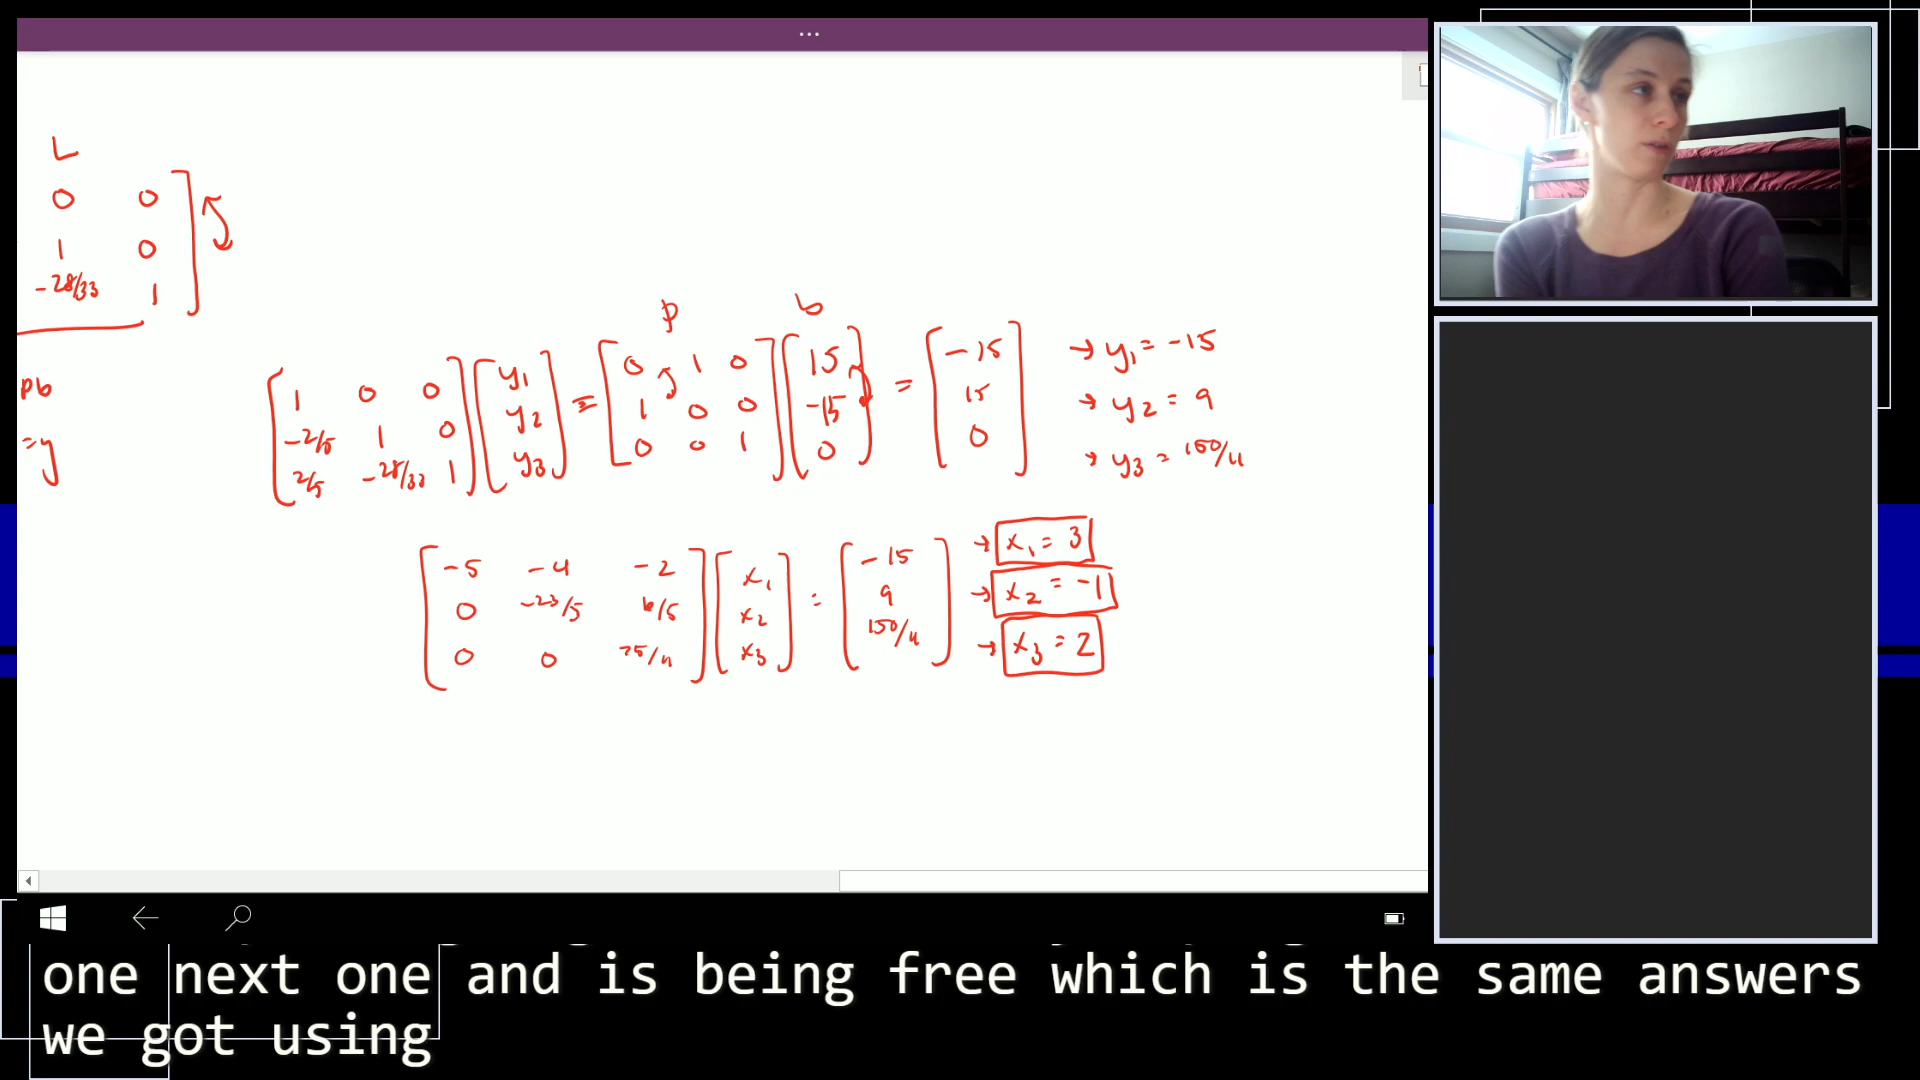 L
0 0
1 0
-28/33 1
P b
Pb
=y
[1 0 0] [y1] = [0 1 0] [15] = [-15] → y1 = -15
[-2/5 1 0] [y2] [1 0 0] [-15] [15] → y2 = 9
[2/5 -28/33 1] [y3] [0 0 1] [0] [0] → y3 = 150/11
[-5 -4 -2] [x1] = [-15] → x1 = 3
[0 -33/5 6/5] [x2] [9] → x2 = -1
[0 0 75/11] [x3] [150/11] → x3 = 2
one next one and is being free which is the same answers
we got using